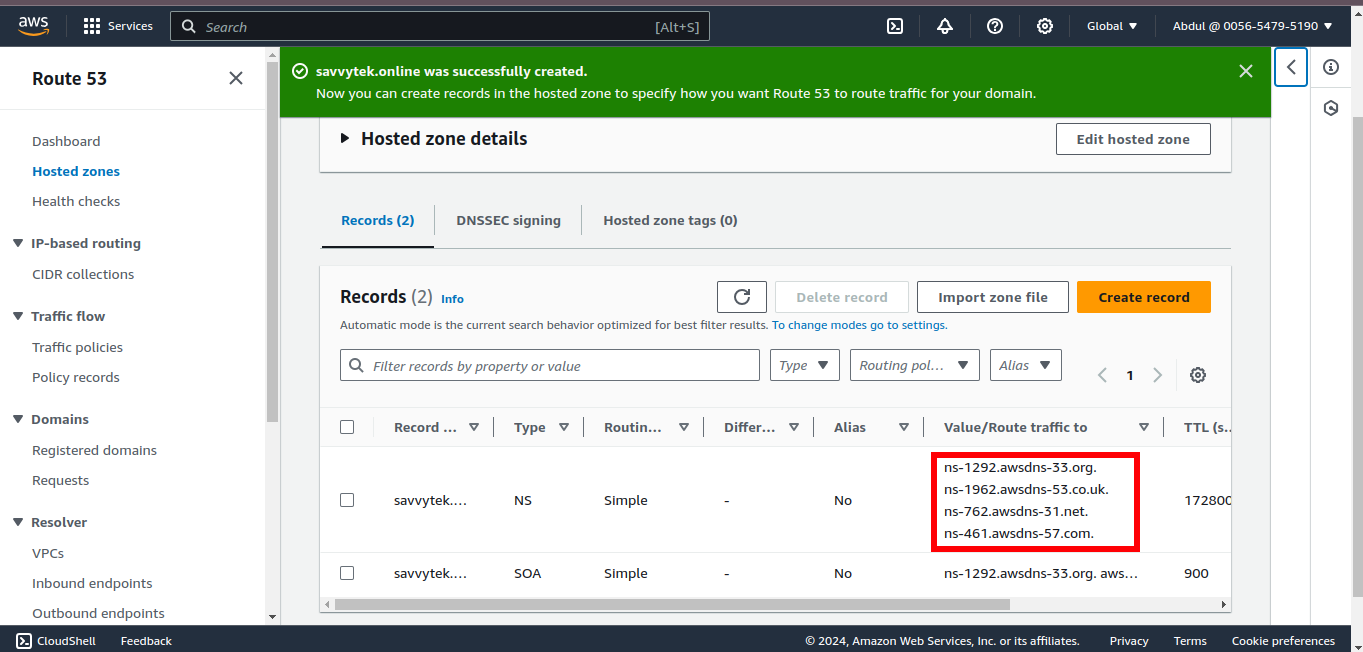 aws
Services
Search
[Alt+S]
Global
Abdul @ 0056-5479-5190
Route 53
Dashboard
Hosted zones
Health checks
IP-based routing
CIDR collections
Traffic flow
Traffic policies
Policy records
Domains
Registered domains
Requests
Resolver
VPCs
Inbound endpoints
Outbound endpoints
savvytek.online was successfully created.
Now you can create records in the hosted zone to specify how you want Route 53 to route traffic for your domain.
Hosted zone details
Edit hosted zone
Records (2)
DNSSEC signing
Hosted zone tags (0)
Records (2) Info
Delete record
Import zone file
Create record
Automatic mode is the current search behavior optimized for best filter results. To change modes go to settings.
Filter records by property or value
Type
Routing pol...
Alias
1
Record ...
Type
Routin...
Differ...
Alias
Value/Route traffic to
TTL (s...
savvytek....
NS
Simple
-
No
ns-1292.awsdns-33.org.
ns-1962.awsdns-53.co.uk.
ns-762.awsdns-31.net.
ns-461.awsdns-57.com.
172800
savvytek....
SOA
Simple
-
No
ns-1292.awsdns-33.org. aws...
900
CloudShell
Feedback
© 2024, Amazon Web Services, Inc. or its affiliates.
Privacy
Terms
Cookie preferences